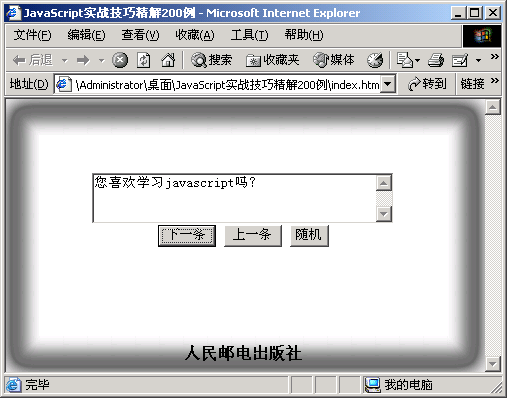 JavaScript实战技巧精解200例 - Microsoft Internet Explorer
文件(F) 编辑(E) 查看(V) 收藏(A) 工具(T) 帮助(H)
后退 搜索 收藏夹 媒体
地址(D) \Administrator\桌面\JavaScript实战技巧精解200例\index.htm 转到 链接 »
您喜欢学习javascript吗?
下一条 上一条 随机
人民邮电出版社
完毕 我的电脑